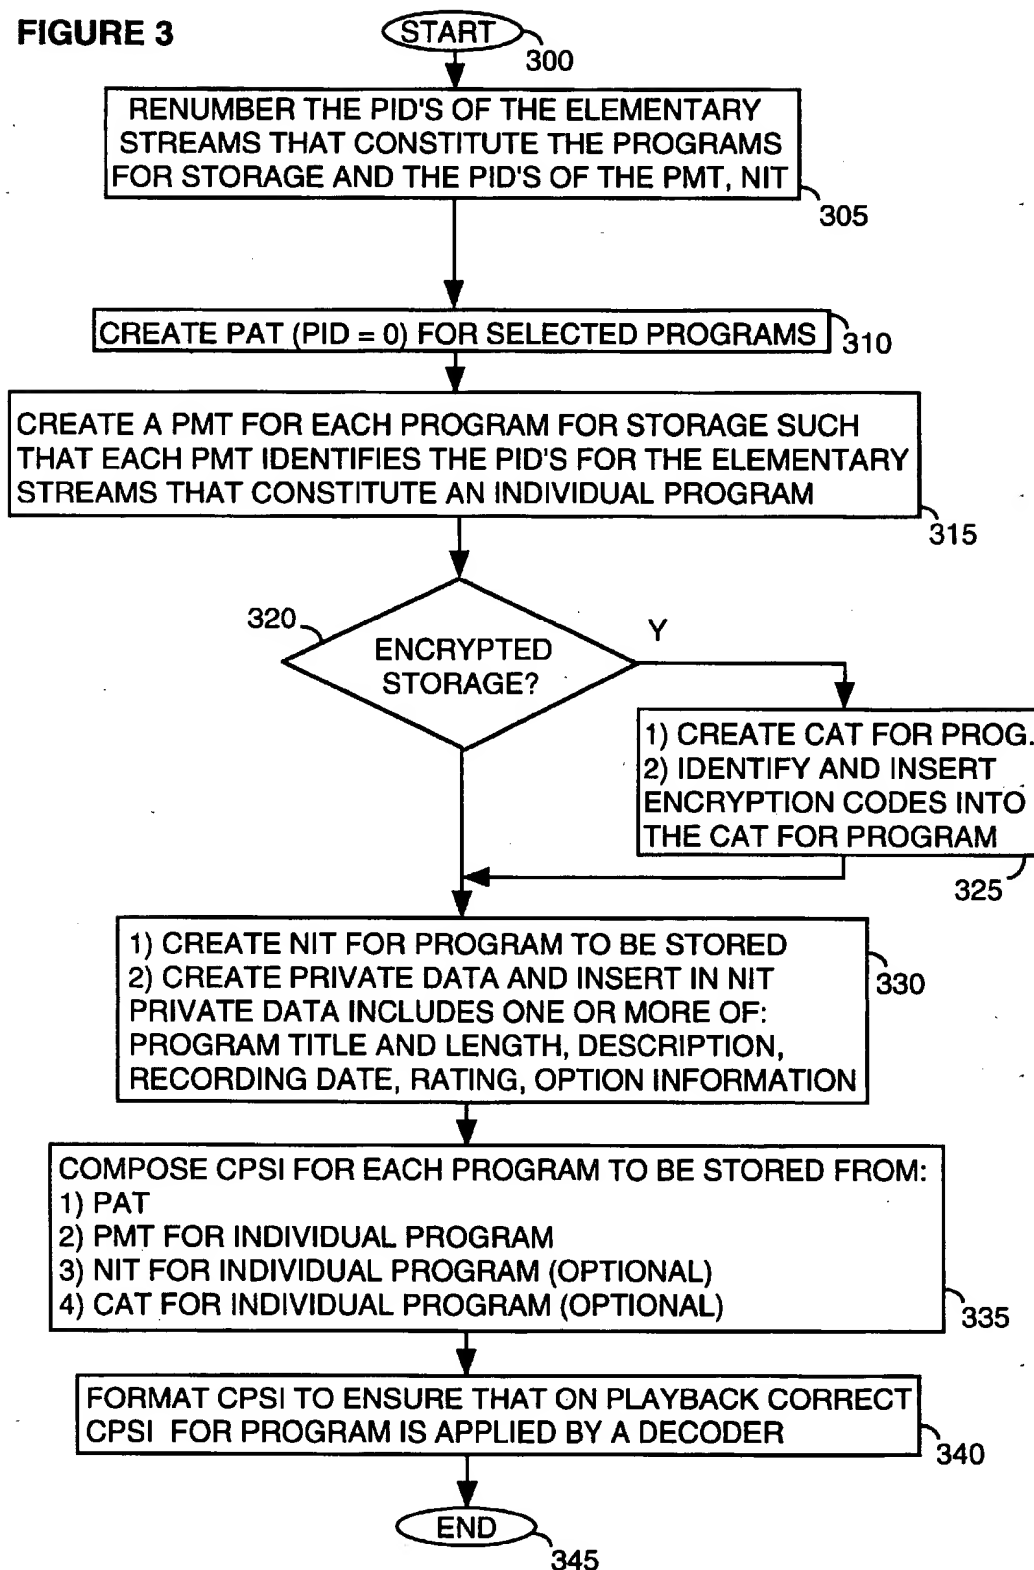 FIGURE 3
START
300
RENUMBER THE PID'S OF THE ELEMENTARY
STREAMS THAT CONSTITUTE THE PROGRAMS
FOR STORAGE AND THE PID'S OF THE PMT, NIT
305
CREATE PAT (PID = 0) FOR SELECTED PROGRAMS
310
CREATE A PMT FOR EACH PROGRAM FOR STORAGE SUCH
THAT EACH PMT IDENTIFIES THE PID'S FOR THE ELEMENTARY
STREAMS THAT CONSTITUTE AN INDIVIDUAL PROGRAM
315
320
ENCRYPTED
STORAGE?
Y
1) CREATE CAT FOR PROG.
2) IDENTIFY AND INSERT
ENCRYPTION CODES INTO
THE CAT FOR PROGRAM
325
1) CREATE NIT FOR PROGRAM TO BE STORED
2) CREATE PRIVATE DATA AND INSERT IN NIT
PRIVATE DATA INCLUDES ONE OR MORE OF:
PROGRAM TITLE AND LENGTH, DESCRIPTION,
RECORDING DATE, RATING, OPTION INFORMATION
330
COMPOSE CPSI FOR EACH PROGRAM TO BE STORED FROM:
1) PAT
2) PMT FOR INDIVIDUAL PROGRAM
3) NIT FOR INDIVIDUAL PROGRAM (OPTIONAL)
4) CAT FOR INDIVIDUAL PROGRAM (OPTIONAL)
335
FORMAT CPSI TO ENSURE THAT ON PLAYBACK CORRECT
CPSI FOR PROGRAM IS APPLIED BY A DECODER
340
END
345